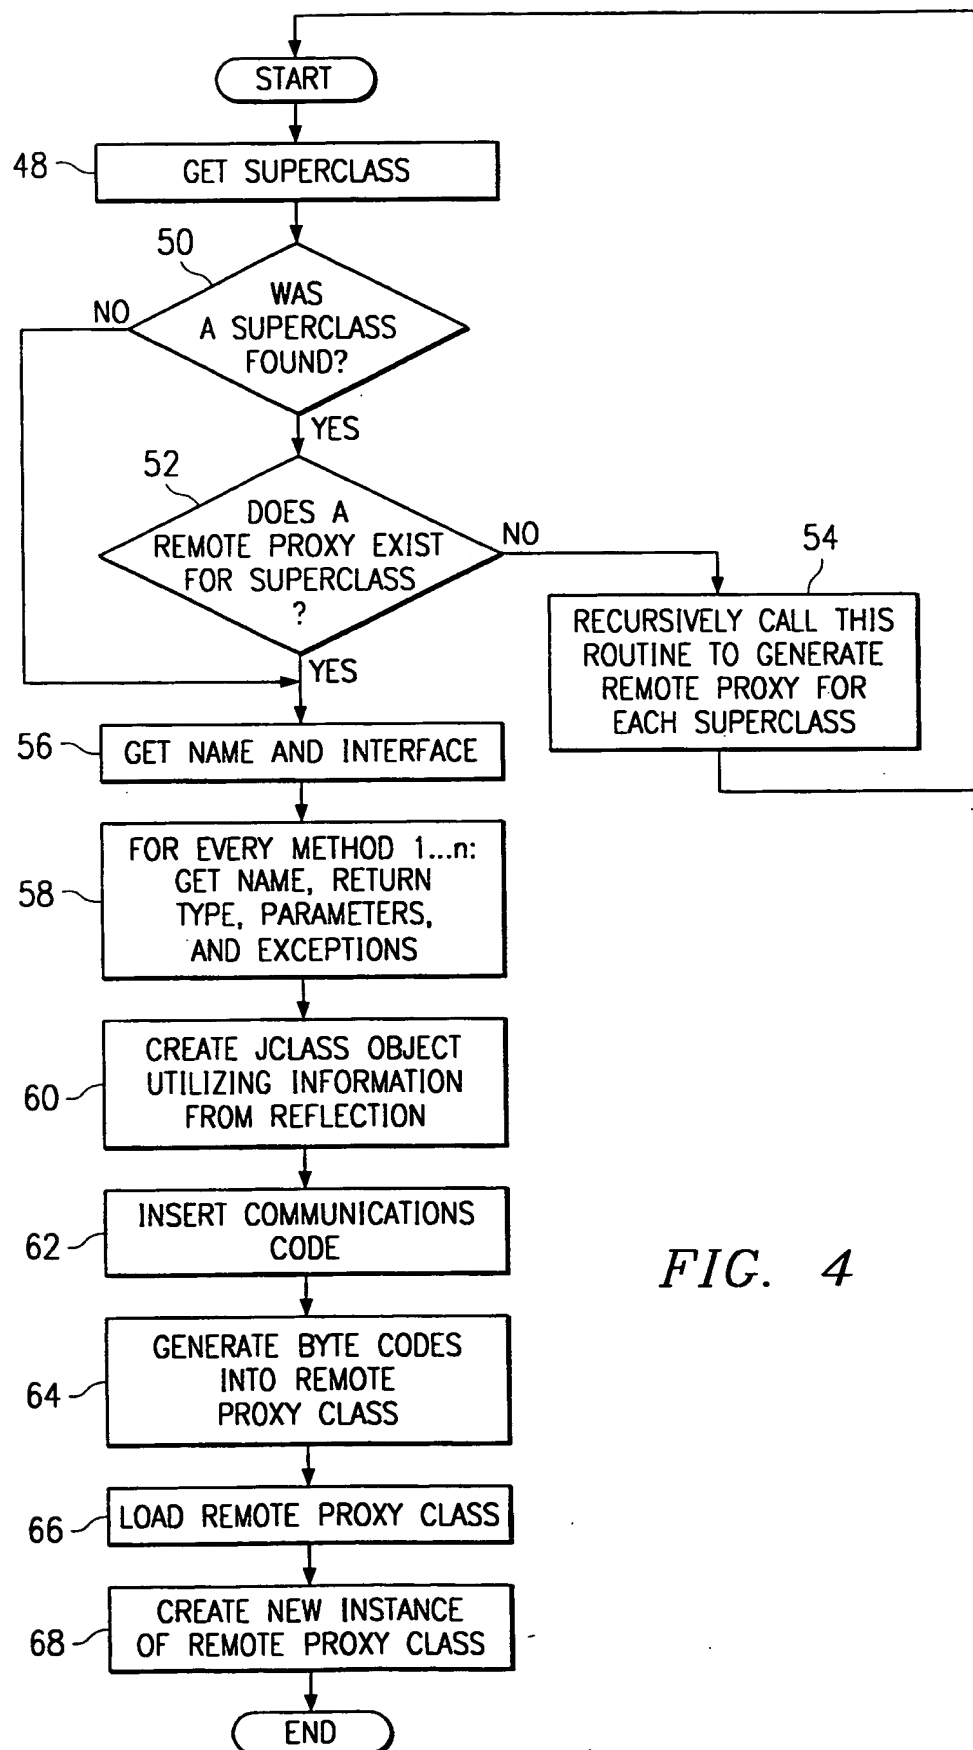 START
48
GET SUPERCLASS
50
WAS
A SUPERCLASS
FOUND?
NO
YES
52
DOES A
REMOTE PROXY EXIST
FOR SUPERCLASS
?
NO
YES
54
RECURSIVELY CALL THIS
ROUTINE TO GENERATE
REMOTE PROXY FOR
EACH SUPERCLASS
56
GET NAME AND INTERFACE
58
FOR EVERY METHOD 1...n:
GET NAME, RETURN
TYPE, PARAMETERS,
AND EXCEPTIONS
60
CREATE JCLASS OBJECT
UTILIZING INFORMATION
FROM REFLECTION
62
INSERT COMMUNICATIONS
CODE
FIG. 4
64
GENERATE BYTE CODES
INTO REMOTE
PROXY CLASS
66
LOAD REMOTE PROXY CLASS
68
CREATE NEW INSTANCE
OF REMOTE PROXY CLASS
END